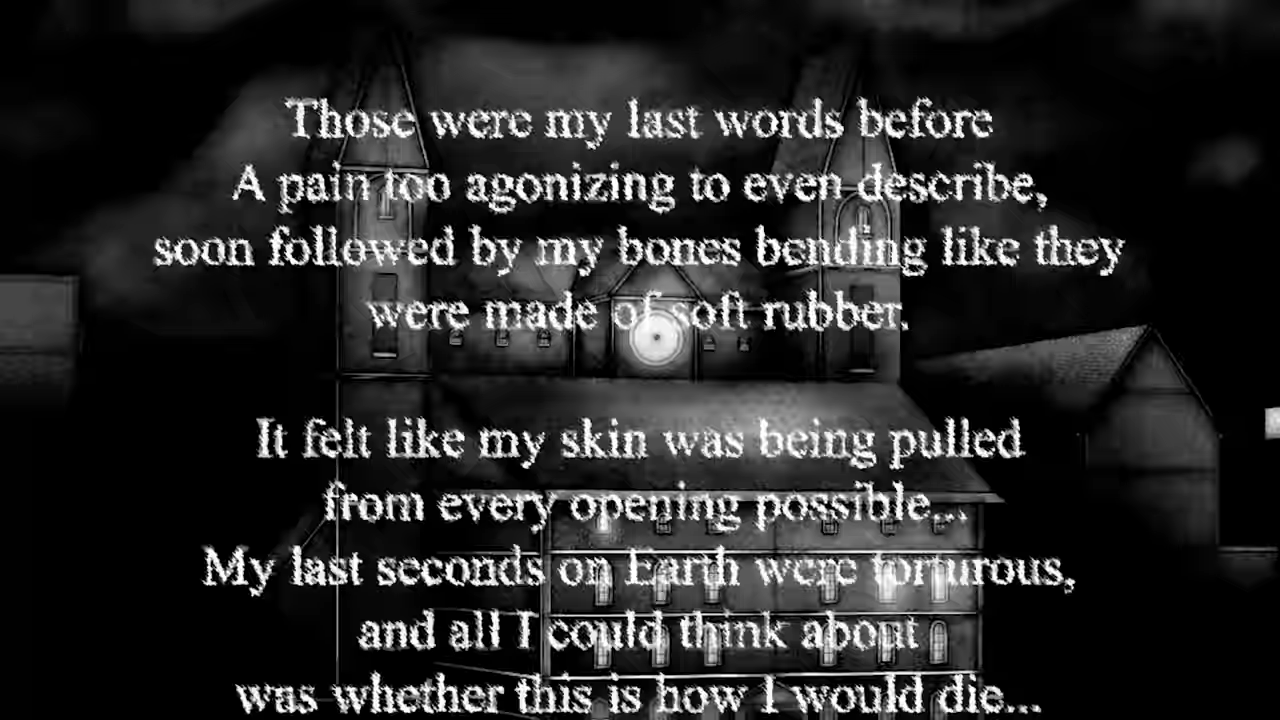 Those were my last words before
A pain too agonizing to even describe,
soon followed by my bones bending like they
were made of soft rubber.
It felt like my skin was being pulled
from every opening possible...
My last seconds on Earth were torturous,
and all I could think about
was whether this is how I would die...